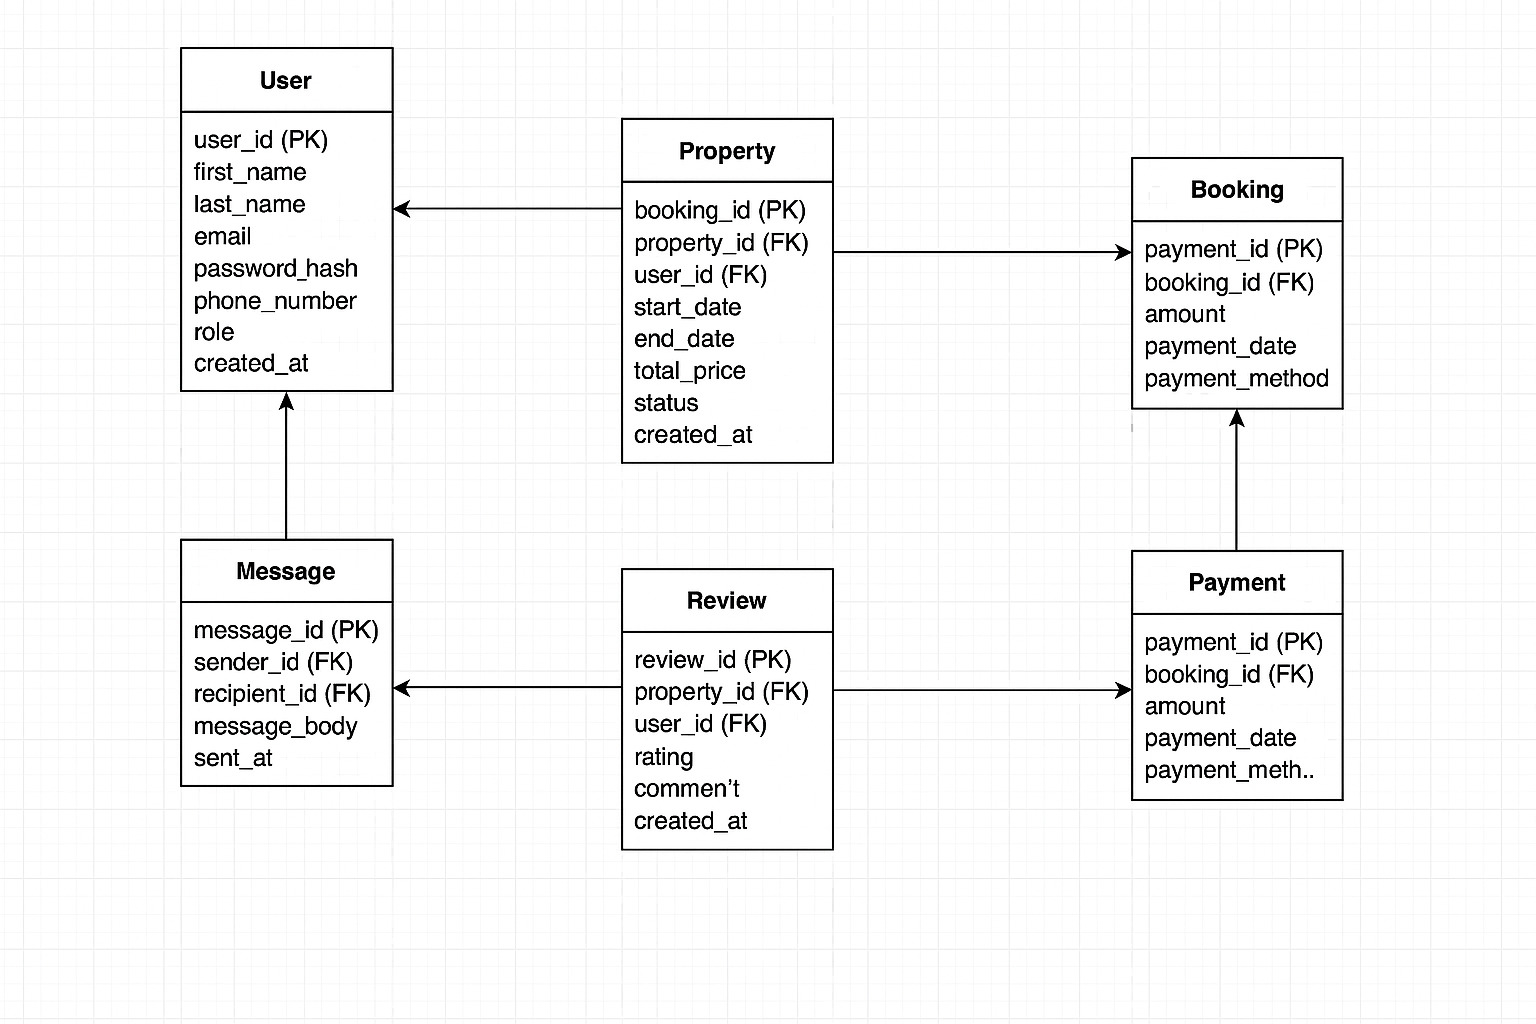 User
user_id (PK)
first_name
last_name
email
password_hash
phone_number
role
created_at
Property
booking_id (PK)
property_id (FK)
user_id (FK)
start_date
end_date
total_price
status
created_at
Booking
payment_id (PK)
booking_id (FK)
amount
payment_date
payment_method
Message
message_id (PK)
sender_id (FK)
recipient_id (FK)
message_body
sent_at
Review
review_id (PK)
property_id (FK)
user_id (FK)
rating
commen’t
created_at
Payment
payment_id (PK)
booking_id (FK)
amount
payment_date
payment_meth..